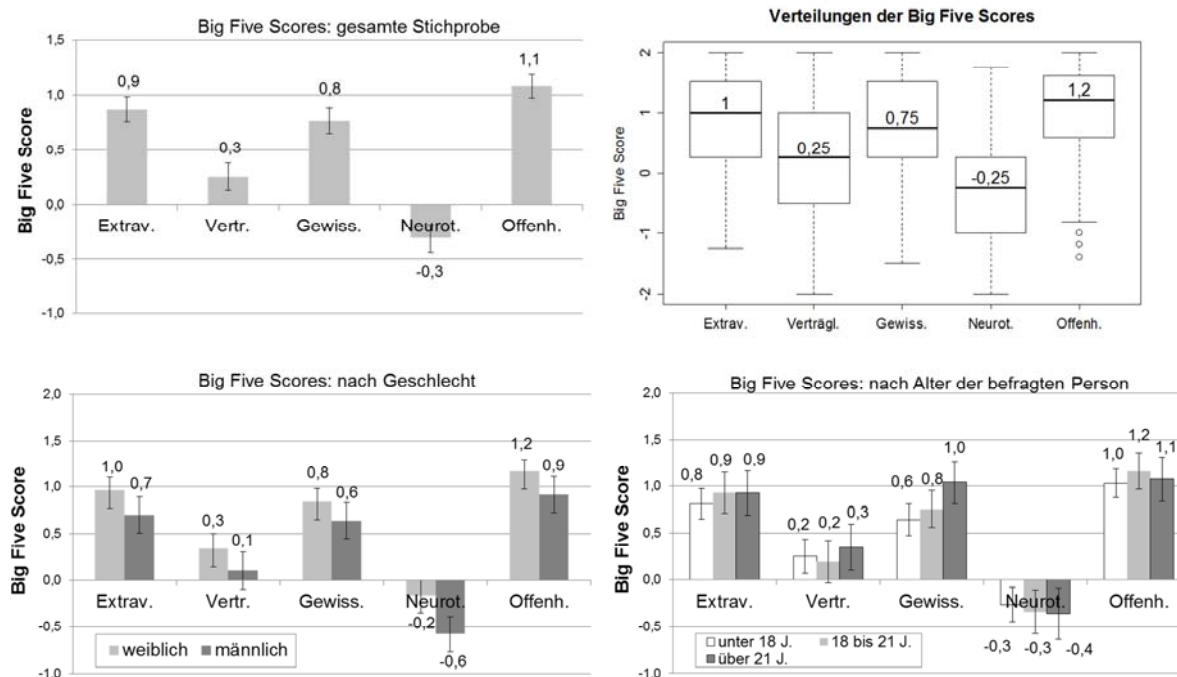 Big Five Scores: gesamte Stichprobe
Big Five Score
1,5
1,0
0,5
0,0
-0,5
-1,0
0,9
0,3
0,8
-0,3
1,1
Extrav.
Vertr.
Gewiss.
Neurot.
Offenh.
Verteilungen der Big Five Scores
Big Five Score
2
1
0
-1
-2
1
0,25
0,75
-0,25
1,2
Extrav.
Verträgl.
Gewiss.
Neurot.
Offenh.
Big Five Scores: nach Geschlecht
Big Five Score
2,0
1,5
1,0
0,5
0,0
-0,5
-1,0
1,0
0,7
0,3
0,1
0,8
0,6
-0,2
-0,6
1,2
0,9
Extrav.
Vertr.
Gewiss.
Neurot.
Offenh.
weiblich
männlich
Big Five Scores: nach Alter der befragten Person
Big Five Score
2,0
1,5
1,0
0,5
0,0
-0,5
-1,0
0,8
0,9
0,9
0,2
0,2
0,3
0,6
0,8
1,0
-0,3
-0,3
-0,4
1,0
1,2
1,1
Extrav.
Vertr.
Gewiss.
Neurot.
Offenh.
unter 18 J.
18 bis 21 J.
über 21 J.